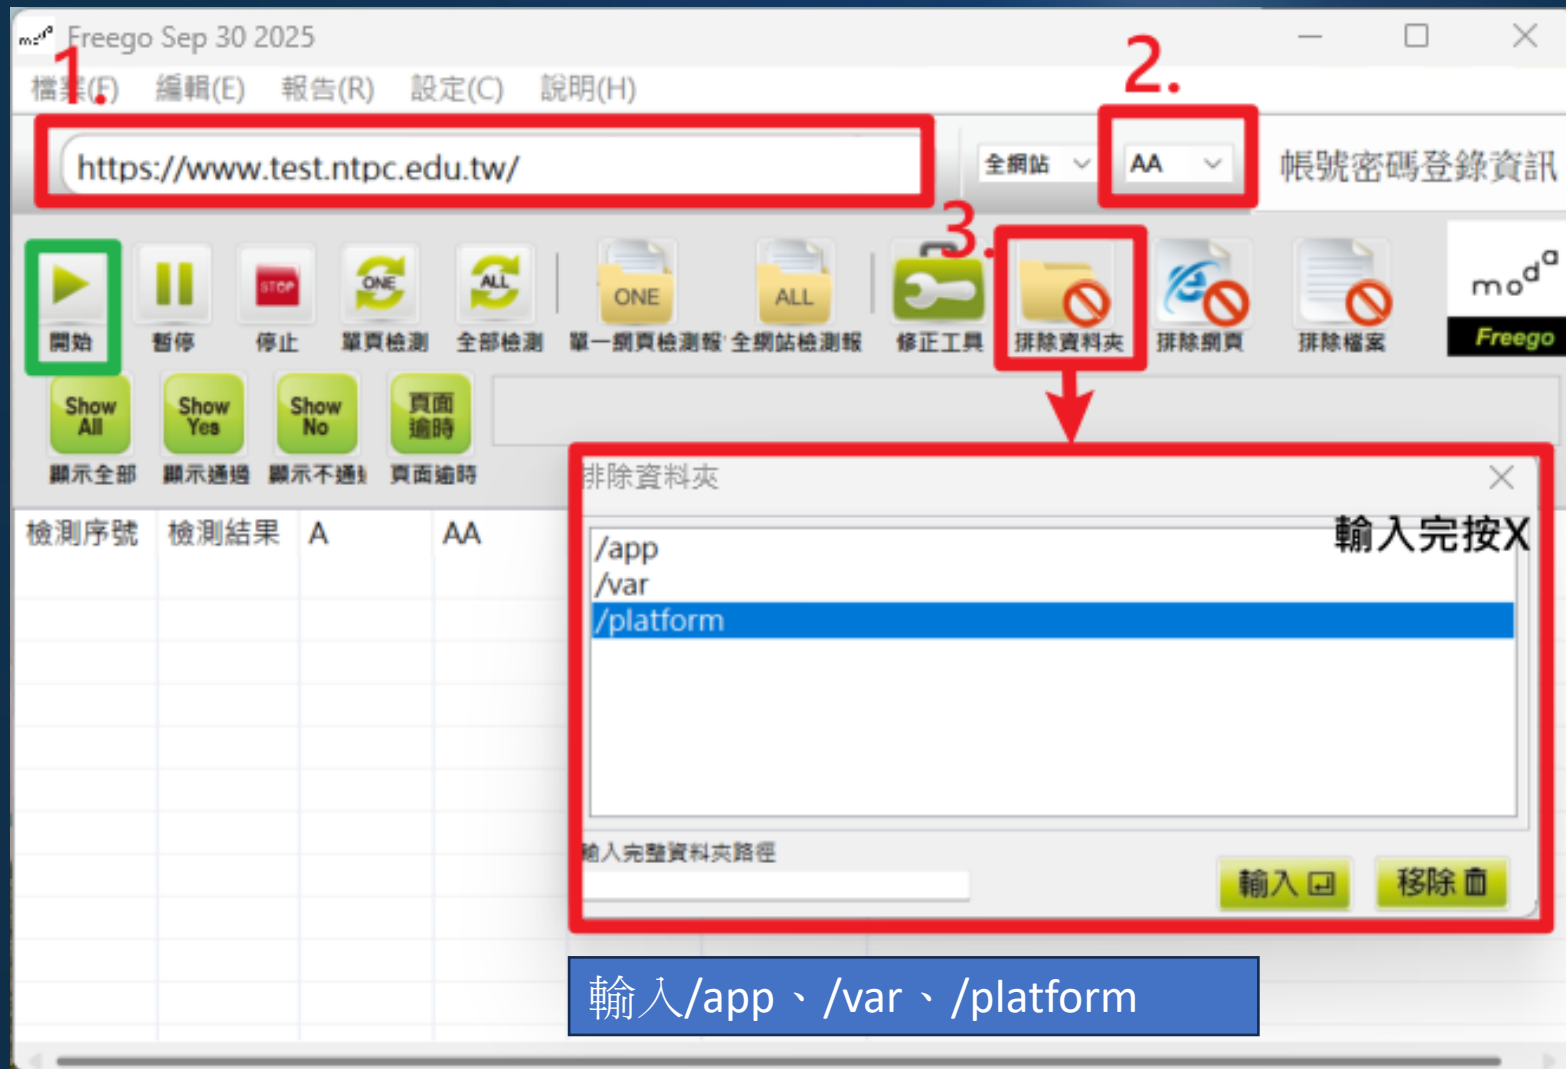 moda Freego Sep 30 2025
1.
2.
檔案(F) 編輯(E) 報告(R) 設定(C) 說明(H)
https://www.test.ntpc.edu.tw/
全網站 AA 帳號密碼登錄資訊
3.
STOP ONE ALL ONE ALL moda
開始 暫停 停止 單頁檢測 全部檢測 單一網頁檢測報 全網站檢測報 修正工具 排除資料夾 排除網頁 排除檔案 Freego
Show All Show Yes Show No 頁面逾時
顯示全部 顯示通過 顯示不通 頁面逾時
檢測序號 檢測結果 A AA
排除資料夾
輸入完按X
/app
/var
/platform
輸入完整資料夾路徑
輸入 移除
輸入/app、/var、/platform